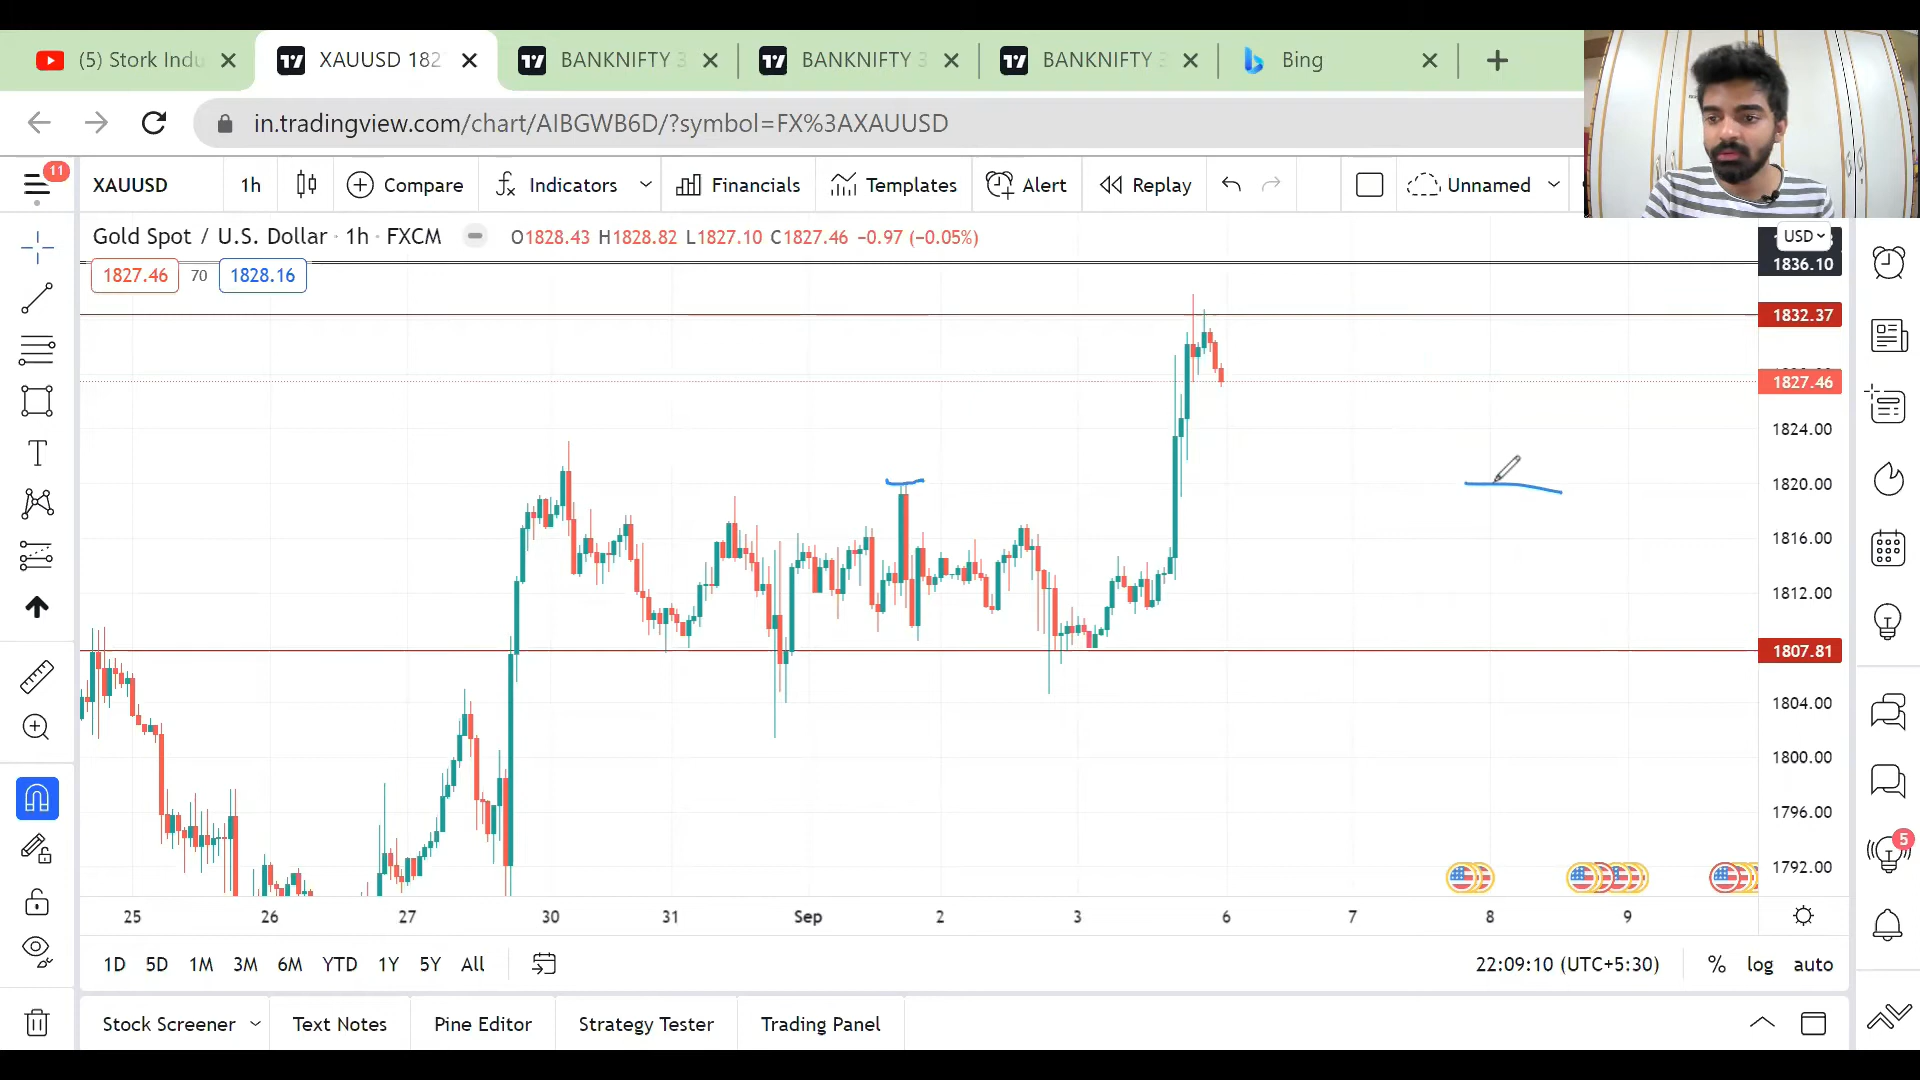 (5) Stork Indu
XAUUSD 182
BANKNIFTY 3
BANKNIFTY 3
BANKNIFTY 3
Bing
in.tradingview.com/chart/AIBGWB6D/?symbol=FX%3AXAUUSD
11
XAUUSD
1h
Compare
Indicators
Financials
Templates
Alert
Replay
Unnamed
Gold Spot / U.S. Dollar · 1h · FXCM
O1828.43 H1828.82 L1827.10 C1827.46 −0.97 (−0.05%)
USD
1827.46
70
1828.16
1836.10
1832.37
1827.46
1824.00
1820.00
1816.00
1812.00
1807.81
1804.00
1800.00
1796.00
1792.00
5
25
26
27
30
31
Sep
2
3
6
7
8
9
1D
5D
1M
3M
6M
YTD
1Y
5Y
All
22:09:10 (UTC+5:30)
%
log
auto
Stock Screener
Text Notes
Pine Editor
Strategy Tester
Trading Panel